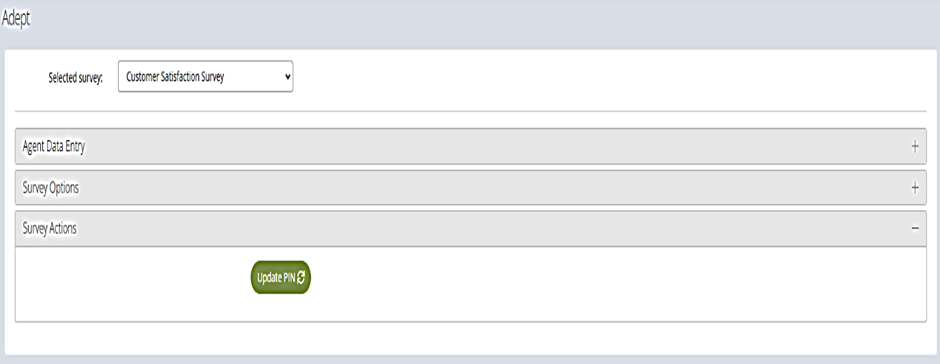 Adept
Selected survey: Customer Satisfaction Survey
Agent Data Entry
Survey Options
Survey Actions
Update PIN